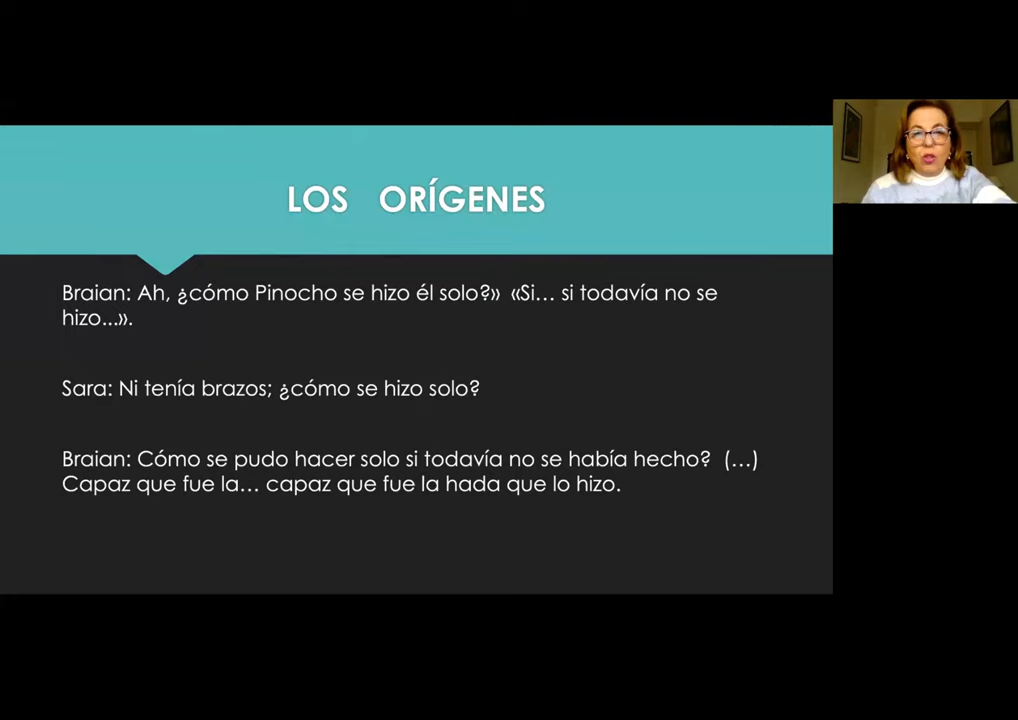 LOS ORÍGENES
Braian: Ah, ¿cómo Pinocho se hizo él solo?» «Si... si todavía no se
hizo...».
Sara: Ni tenía brazos; ¿cómo se hizo solo?
Braian: Cómo se pudo hacer solo si todavía no se había hecho? (...)
Capaz que fue la... capaz que fue la hada que lo hizo.